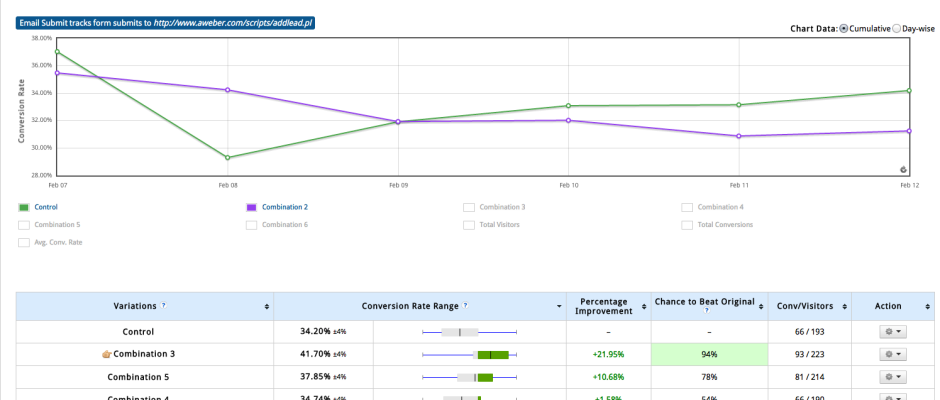 Email Submit tracks form submits to http://www.aweber.com/scripts/addlead.pl
Chart Data: Cumulative Day-wise
38.00%
36.00%
34.00%
32.00%
30.00%
28.00%
Conversion Rate
Feb 07 Feb 08 Feb 09 Feb 10 Feb 11 Feb 12
Control Combination 2 Combination 3 Combination 4
Combination 5 Combination 6 Total Visitors Total Conversions
Avg. Conv. Rate
Variations ? Conversion Rate Range ? Percentage Improvement Chance to Beat Original ? Conv/Visitors Action
Control 34.20% ±4% – – 66 / 193
Combination 3 41.70% ±4% +21.95% 94% 93 / 223
Combination 5 37.85% ±4% +10.68% 78% 81 / 214
Combination 4 34.74% ±4% +1.58% 54% 66 / 190